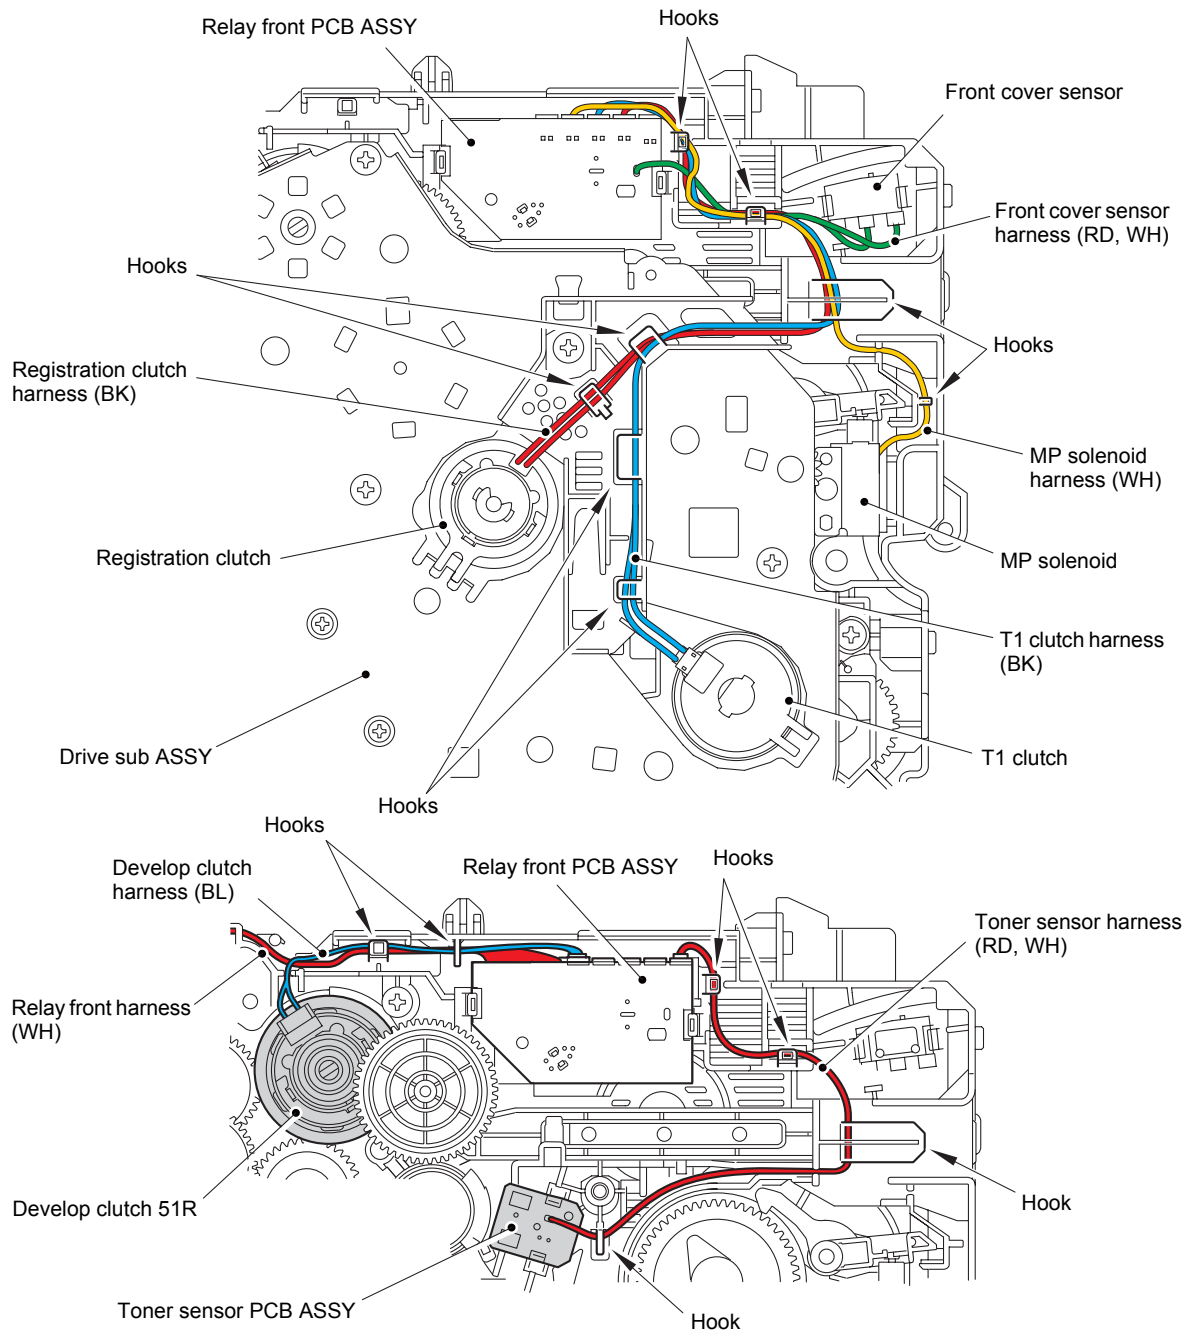 Relay front PCB ASSY
Hooks
Front cover sensor
Front cover sensor
harness (RD, WH)
Hooks
Hooks
Registration clutch
harness (BK)
MP solenoid
harness (WH)
Registration clutch
MP solenoid
T1 clutch harness
(BK)
Drive sub ASSY
T1 clutch
Hooks
Hooks
Develop clutch
harness (BL)
Relay front PCB ASSY
Hooks
Toner sensor harness
(RD, WH)
Relay front harness
(WH)
Hook
Develop clutch 51R
Toner sensor PCB ASSY
Hook